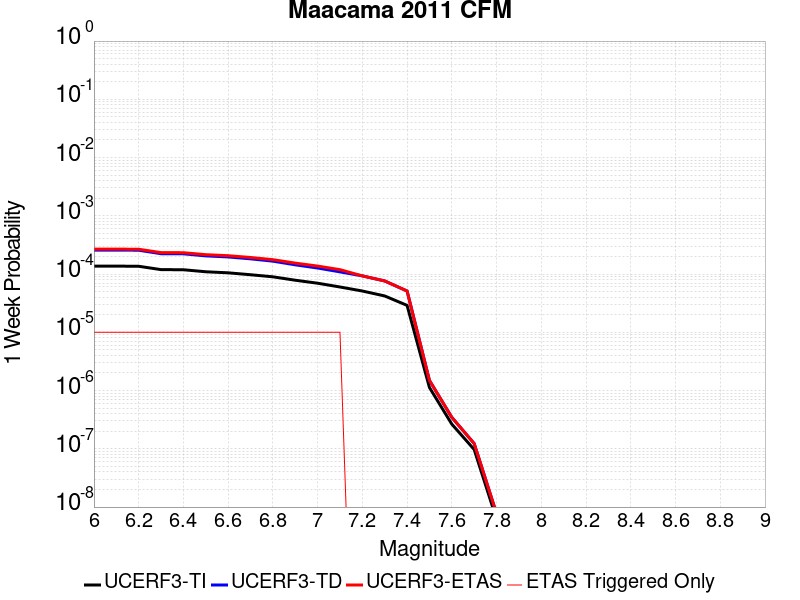 Maacama 2011 CFM
10^0
10^-1
10^-2
10^-3
10^-4
10^-5
10^-6
10^-7
10^-8
1 Week Probability
6 6.2 6.4 6.6 6.8 7 7.2 7.4 7.6 7.8 8 8.2 8.4 8.6 8.8 9
Magnitude
UCERF3-TI UCERF3-TD UCERF3-ETAS ETAS Triggered Only